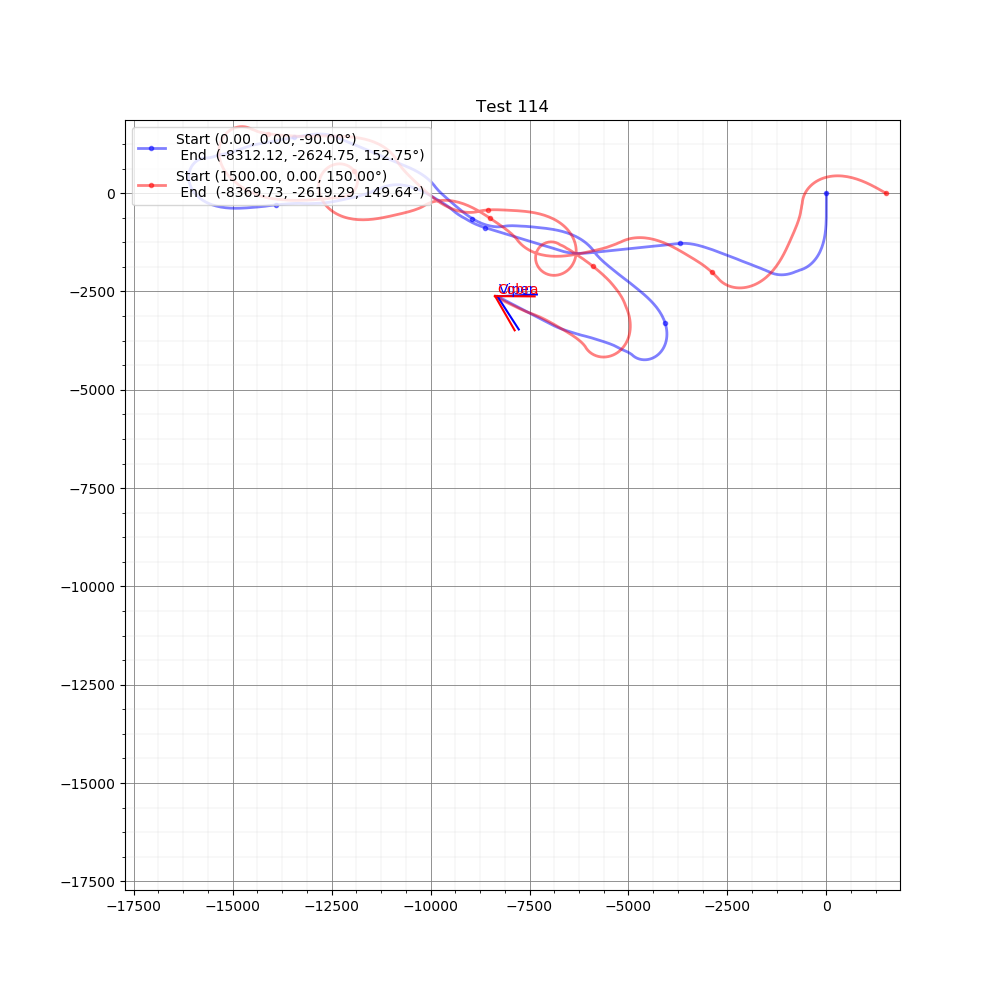 Test 114
Start (0.00, 0.00, -90.00°)
End (-8312.12, -2624.75, 152.75°)
Start (1500.00, 0.00, 150.00°)
End (-8369.73, -2619.29, 149.64°)
0
−2500
−5000
−7500
−10000
−12500
−15000
−17500
−17500 −15000 −12500 −10000 −7500 −5000 −2500 0